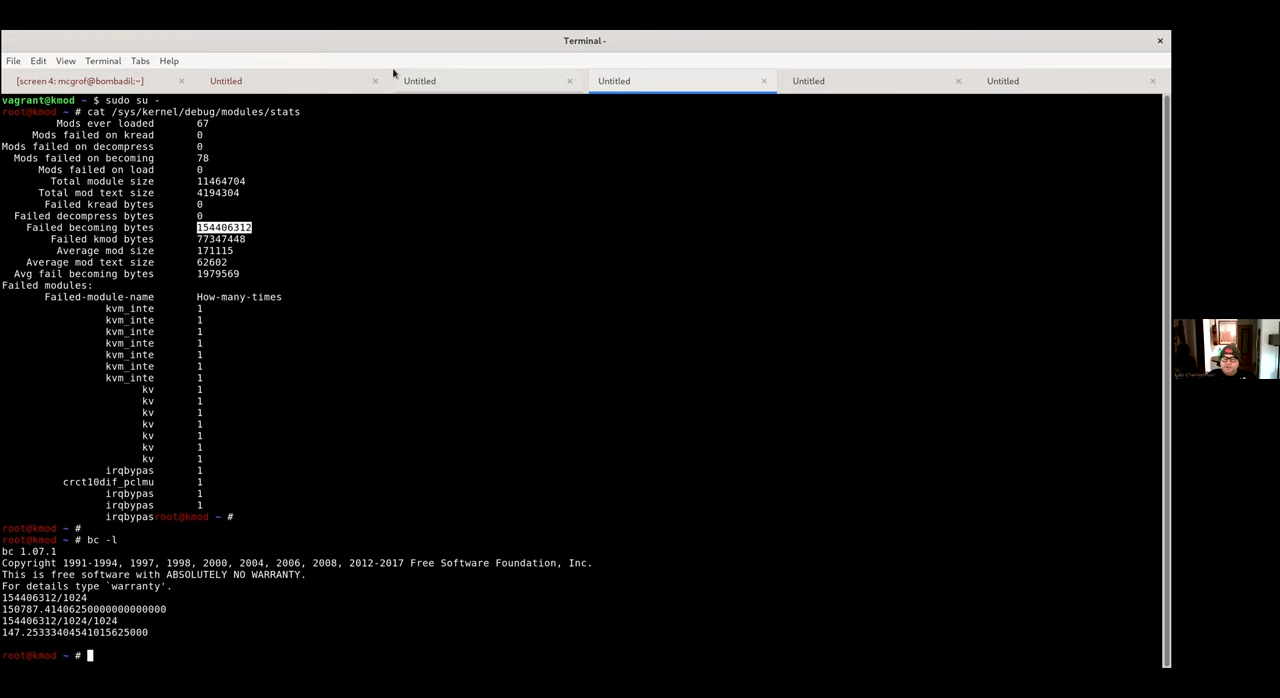 Terminal -
File Edit View Terminal Tabs Help
[screen 4: mcgrof@bombadil:~] Untitled Untitled Untitled Untitled Untitled
vagrant@kmod ~ $ sudo su -
root@kmod ~ # cat /sys/kernel/debug/modules/stats
Mods ever loaded 67
Mods failed on kread 0
Mods failed on decompress 0
Mods failed on becoming 78
Mods failed on load 0
Total module size 11464704
Total mod text size 4194304
Failed kread bytes 0
Failed decompress bytes 0
Failed becoming bytes 154406312
Failed kmod bytes 77347448
Average mod size 171115
Average mod text size 62602
Avg fail becoming bytes 1979569
Failed modules:
Failed-module-name How-many-times
kvm_inte 1
kvm_inte 1
kvm_inte 1
kvm_inte 1
kvm_inte 1
kvm_inte 1
kvm_inte 1
kv 1
kv 1
kv 1
kv 1
kv 1
kv 1
kv 1
irqbypas 1
crct10dif_pclmu 1
irqbypas 1
irqbypas 1
irqbypasroot@kmod ~ #
root@kmod ~ #
root@kmod ~ # bc -l
bc 1.07.1
Copyright 1991-1994, 1997, 1998, 2000, 2004, 2006, 2008, 2012-2017 Free Software Foundation, Inc.
This is free software with ABSOLUTELY NO WARRANTY.
For details type `warranty'.
154406312/1024
150787.41406250000000000000
154406312/1024/1024
147.25333404541015625000
root@kmod ~ #